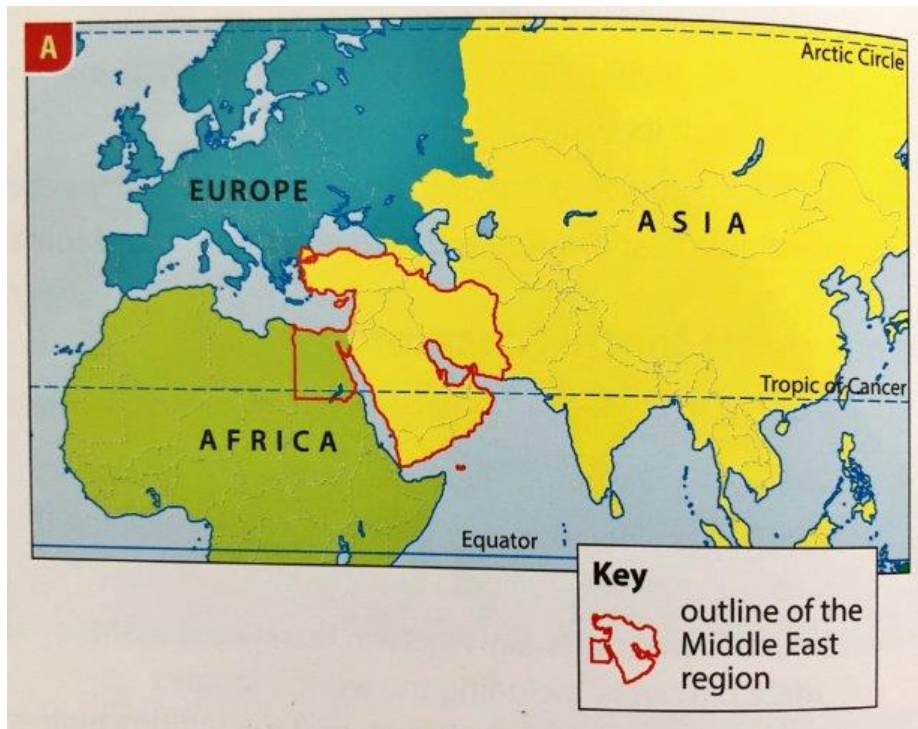 A
Arctic Circle
EUROPE
ASIA
Tropic of Cancer
AFRICA
Equator
Key
outline of the
Middle East
region